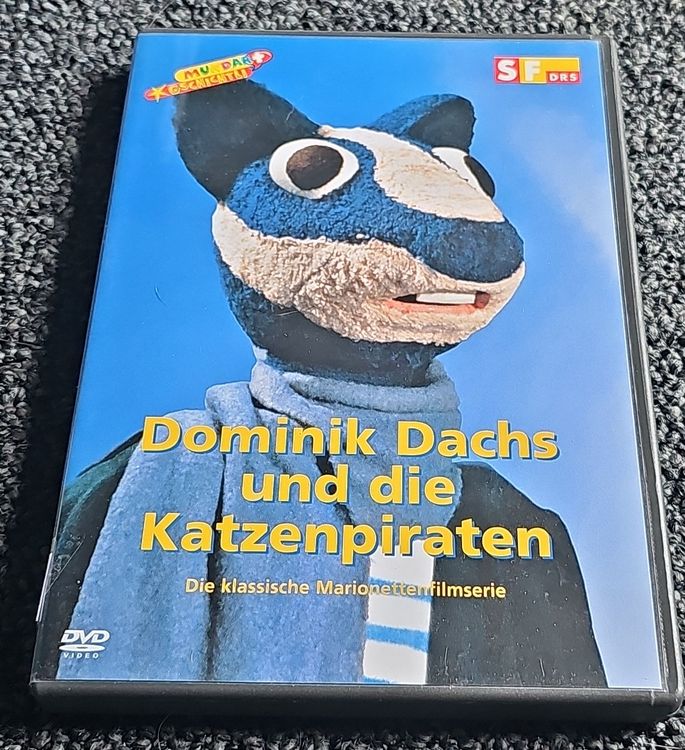 MUNDART
GSCHICHTLI
SF DRS
Dominik Dachs
und die
Katzenpiraten
Die klassische Marionettenfilmserie
DVD
VIDEO